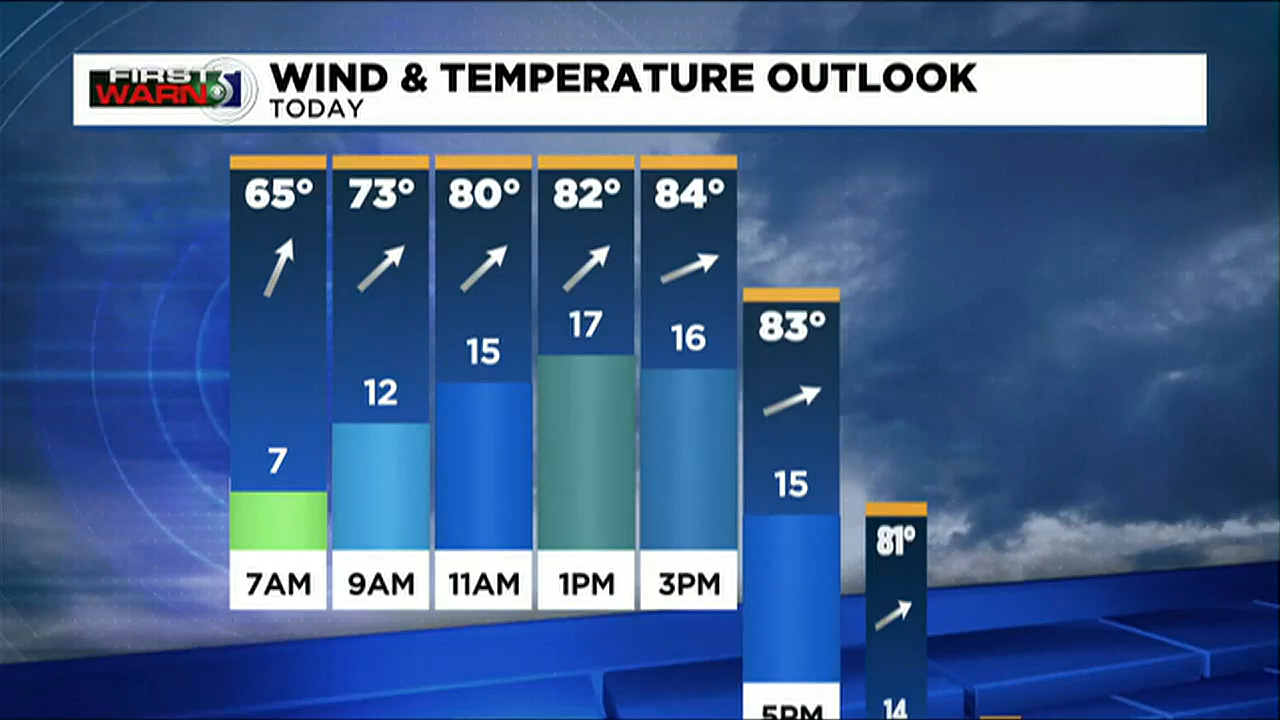 FIRST
WARN 5
WIND & TEMPERATURE OUTLOOK
TODAY
65° 73° 80° 82° 84°
83°
81°
7 12 15 17 16
15
14
7AM 9AM 11AM 1PM 3PM
5PM